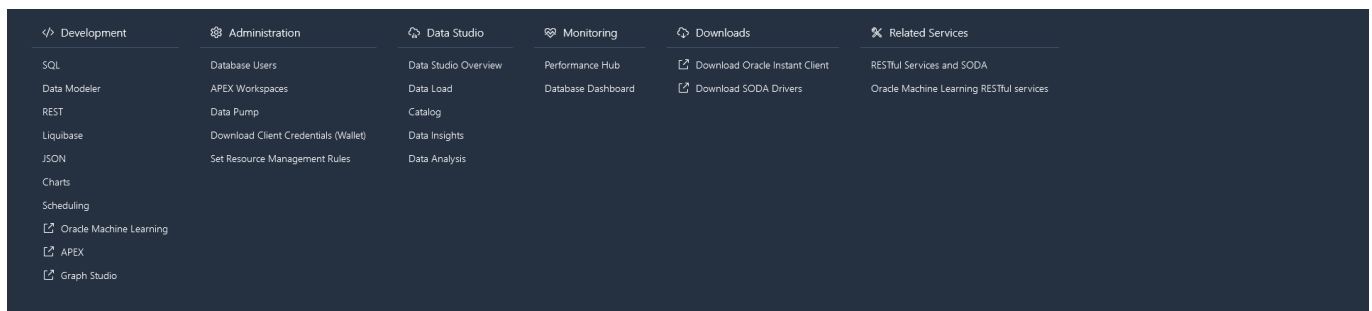 Development
SQL
Data Modeler
REST
Liquibase
JSON
Charts
Scheduling
Oracle Machine Learning
APEX
Graph Studio
Administration
Database Users
APEX Workspaces
Data Pump
Download Client Credentials (Wallet)
Set Resource Management Rules
Data Studio
Data Studio Overview
Data Load
Catalog
Data Insights
Data Analysis
Monitoring
Performance Hub
Database Dashboard
Downloads
Download Oracle Instant Client
Download SODA Drivers
Related Services
RESTful Services and SODA
Oracle Machine Learning RESTful services